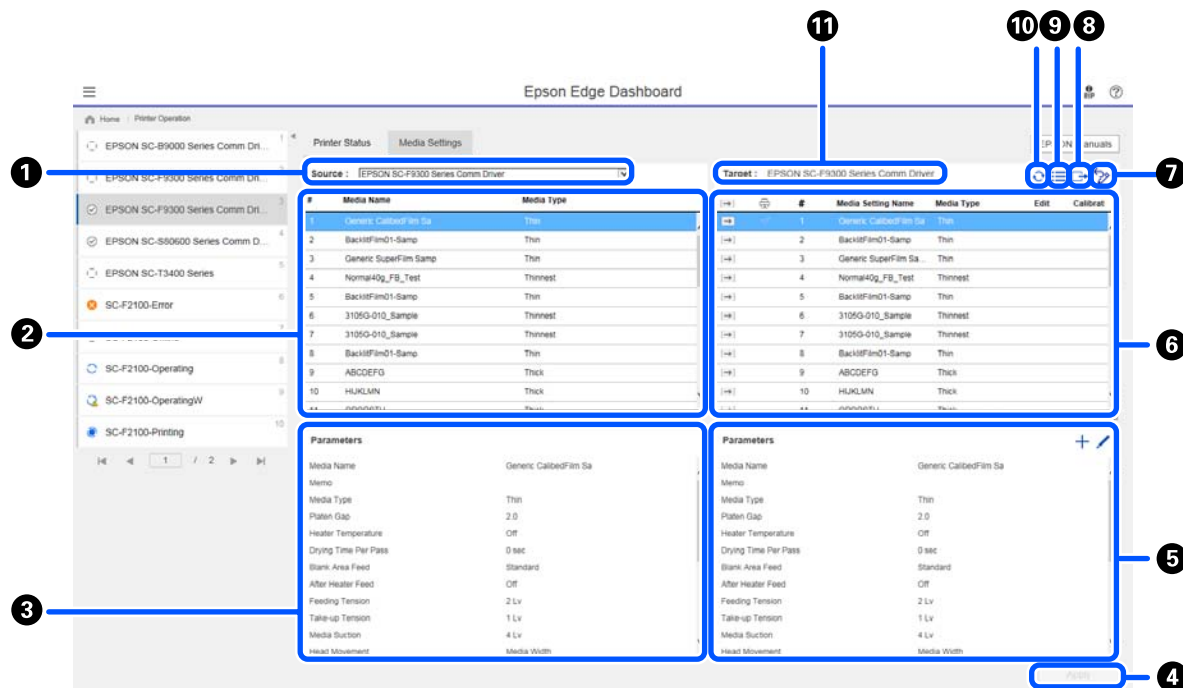 11 10 9 8
Epson Edge Dashboard
Home Printer Operation
EPSON SC-B9000 Series Comm Dri... 1
EPSON SC-F9300 Series Comm Dri...
EPSON SC-F9300 Series Comm Dri... 3
EPSON SC-S80600 Series Comm D... 4
EPSON SC-T3400 Series 5
SC-F2100-Error 6
SC-F2100-Operating 8
SC-F2100-OperatingW 9
SC-F2100-Printing 10
1 / 2
Printer Status Media Settings
1 Source : EPSON SC-F9300 Series Comm Driver
Target : EPSON SC-F9300 Series Comm Driver 7
# Media Name Media Type
1 Generic CalibedFilm Sa Thin
2 BacklitFilm01-Samp Thin
3 Generic SuperFilm Samp Thin
4 Normal40g_FB_Test Thinnest
5 BacklitFilm01-Samp Thin
6 3105G-010_Sample Thinnest
7 3105G-010_Sample Thinnest
8 BacklitFilm01-Samp Thin
9 ABCDEFG Thick
10 HIJKLMN Thick
2
# Media Setting Name Media Type Edit Calibrat
1 Generic CalibedFilm Sa Thin
2 BacklitFilm01-Samp Thin
3 Generic SuperFilm Sa... Thin
4 Normal40g_FB_Test Thinnest
5 BacklitFilm01-Samp Thin
6 3105G-010_Sample Thinnest
7 3105G-010_Sample Thinnest
8 BacklitFilm01-Samp Thin
9 ABCDEFG Thick
10 HIJKLMN Thick
6
Parameters
Media Name Generic CalibedFilm Sa
Memo
Media Type Thin
Platen Gap 2.0
Heater Temperature Off
Drying Time Per Pass 0 sec
Blank Area Feed Standard
After Heater Feed Off
Feeding Tension 2 Lv
Take-up Tension 1 Lv
Media Suction 4 Lv
Head Movement Media Width
3
Parameters
Media Name Generic CalibedFilm Sa
Memo
Media Type Thin
Platen Gap 2.0
Heater Temperature Off
Drying Time Per Pass 0 sec
Blank Area Feed Standard
After Heater Feed Off
Feeding Tension 2 Lv
Take-up Tension 1 Lv
Media Suction 4 Lv
Head Movement Media Width
5
Apply 4